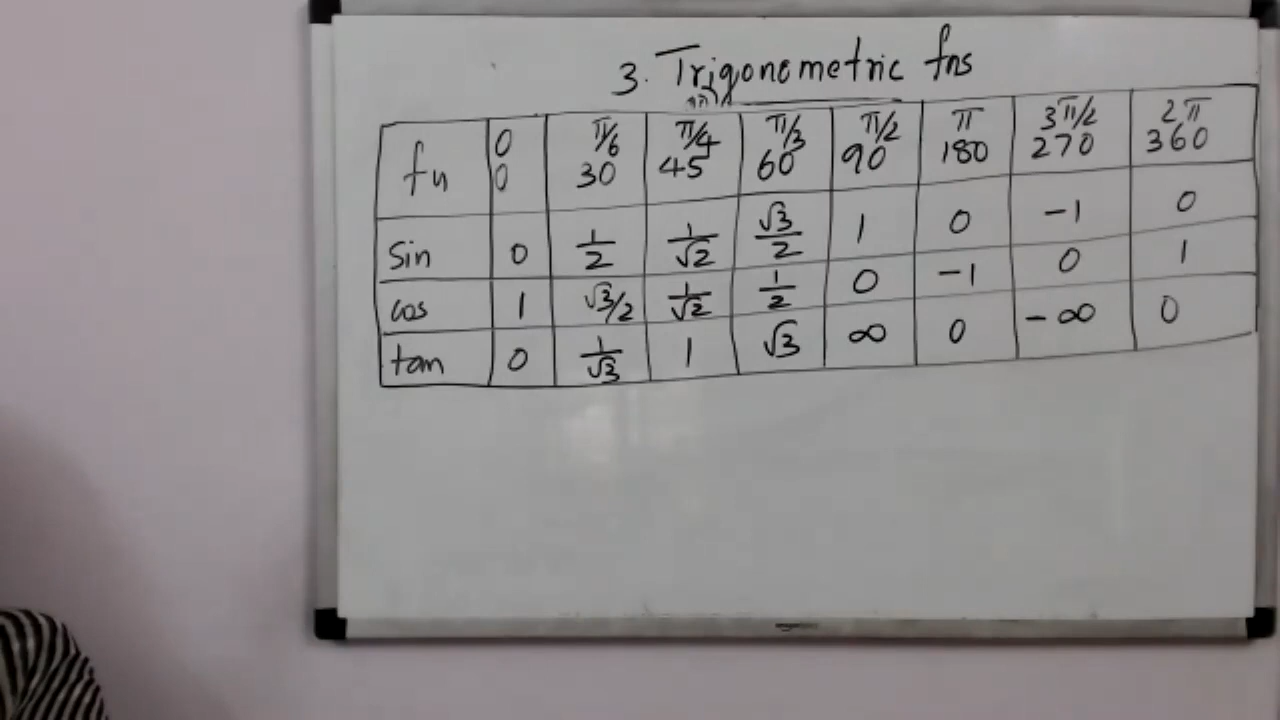 3. Trigonometric fns
fn 0 π/6 π/4 π/3 π/2 π 3π/2 2π
0 30 45 60 90 180 270 360
Sin 0 1/2 1/√2 √3/2 1 0 -1 0
cos 1 √3/2 1/√2 1/2 0 -1 0 1
tan 0 1/√3 1 √3 ∞ 0 -∞ 0